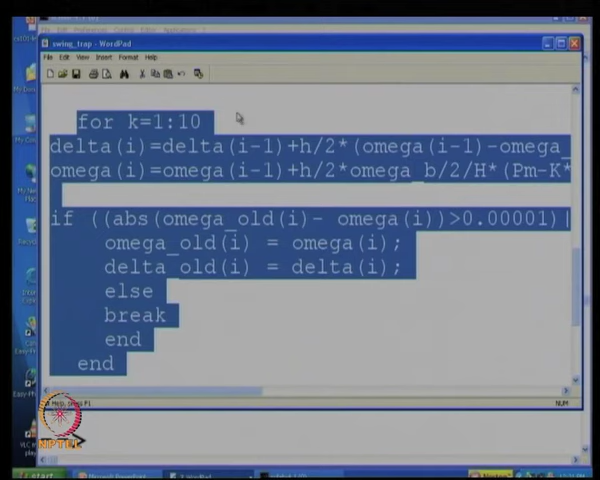 swing_trap - WordPad
File Edit View Insert Format Help
for k=1:10
delta(i)=delta(i-1)+h/2*(omega(i-1)-omega_
omega(i)=omega(i-1)+h/2*omega_b/2/H*(Pm-K*
if ((abs(omega_old(i)- omega(i))>0.00001)|
omega_old(i) = omega(i);
delta_old(i) = delta(i);
else
break
end
end
NUM
NPTEL
start